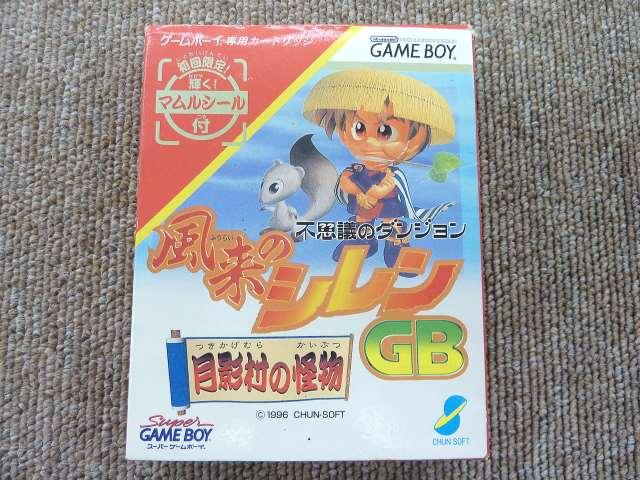 ゲームボーイ専用カートリッジ
Nintendo
GAME BOY
初回限定!
輝く!
マムルシール
付
不思議のダンジョン
ふうらい
風来の
シレン
GB
つきかげむら かいぶつ
月影村の怪物
©1996 CHUN-SOFT
Super
GAME BOY
スーパーゲームボーイ
CHUN SOFT